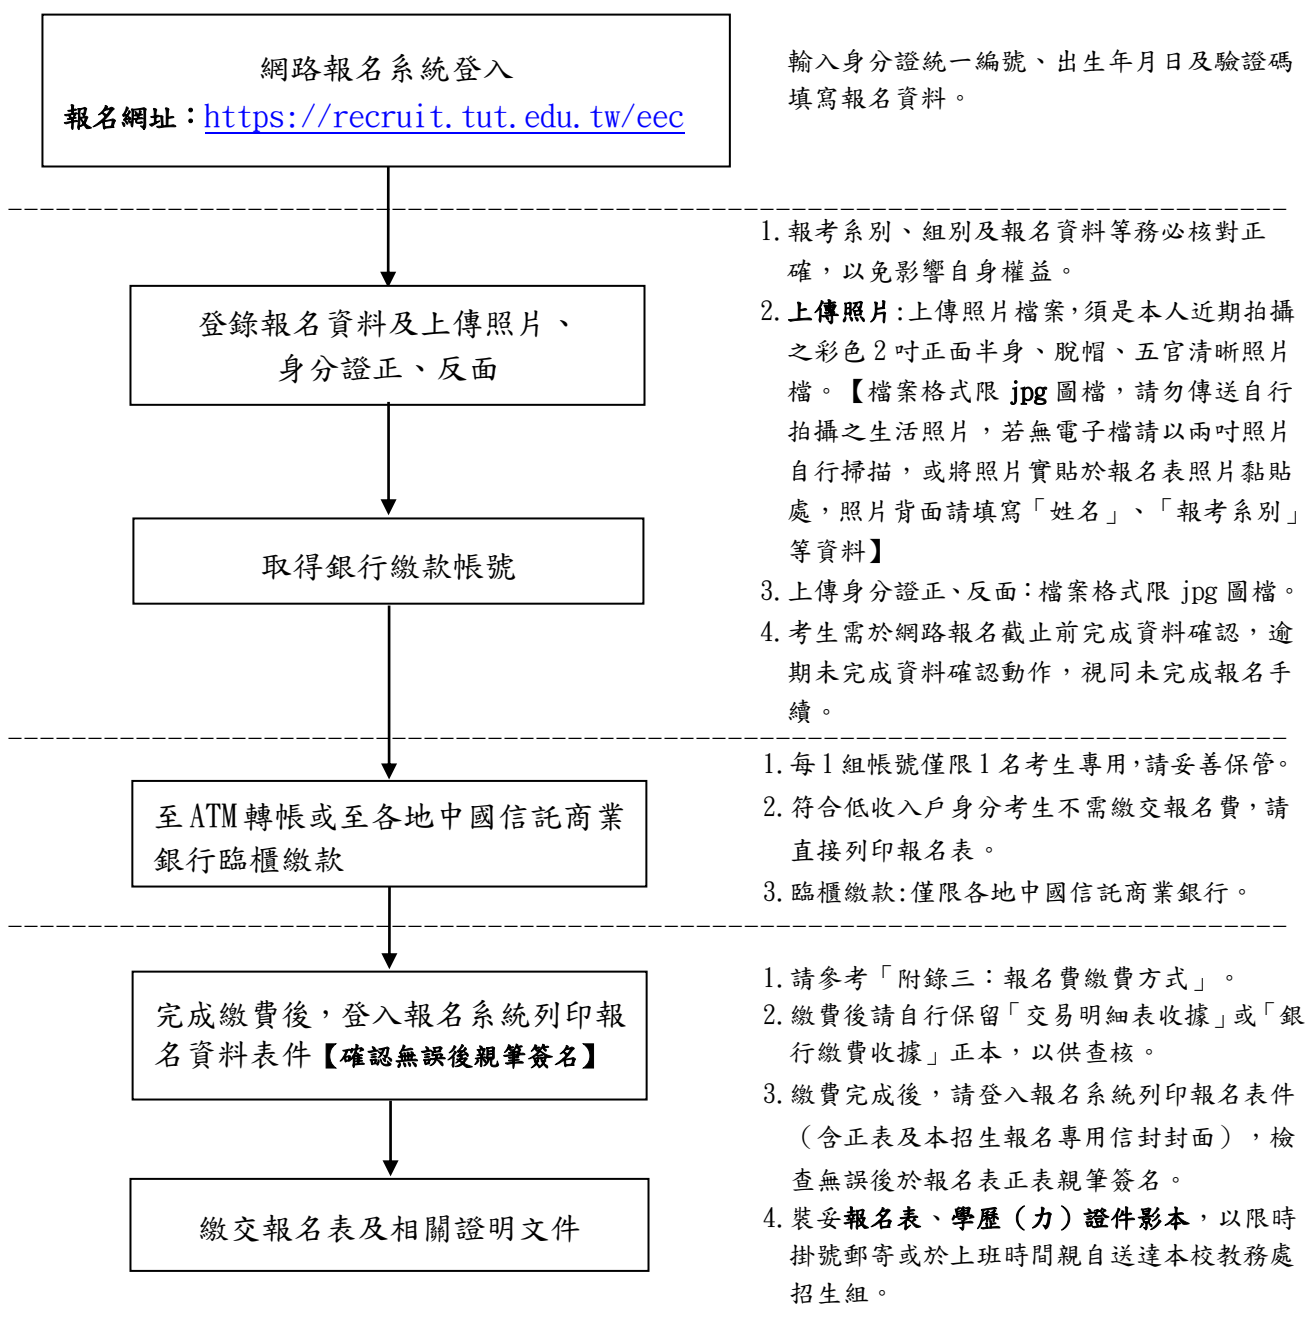 網路報名系統登入
報名網址：https://recruit.tut.edu.tw/eec
輸入身分證統一編號、出生年月日及驗證碼
填寫報名資料。
登錄報名資料及上傳照片、
身分證正、反面
取得銀行繳款帳號
1.報考系別、組別及報名資料等務必核對正
確，以免影響自身權益。
2.上傳照片:上傳照片檔案，須是本人近期拍攝
之彩色2吋正面半身、脫帽、五官清晰照片
檔。【檔案格式限 jpg 圖檔，請勿傳送自行
拍攝之生活照片，若無電子檔請以兩吋照片
自行掃描，或將照片實貼於報名表照片黏貼
處，照片背面請填寫「姓名」、「報考系別」
等資料】
3.上傳身分證正、反面：檔案格式限 jpg 圖檔。
4.考生需於網路報名截止前完成資料確認，逾
期未完成資料確認動作，視同未完成報名手
續。
至ATM轉帳或至各地中國信託商業
銀行臨櫃繳款
1.每1組帳號僅限1名考生專用，請妥善保管。
2.符合低收入戶身分考生不需繳交報名費，請
直接列印報名表。
3.臨櫃繳款:僅限各地中國信託商業銀行。
完成繳費後，登入報名系統列印報
名資料表件【確認無誤後親筆簽名】
繳交報名表及相關證明文件
1.請參考「附錄三：報名費繳費方式」。
2.繳費後請自行保留「交易明細表收據」或「銀
行繳費收據」正本，以供查核。
3.繳費完成後，請登入報名系統列印報名表件
（含正表及本招生報名專用信封封面），檢
查無誤後於報名表正表親筆簽名。
4.裝妥報名表、學歷（力）證件影本，以限時
掛號郵寄或於上班時間親自送達本校教務處
招生組。